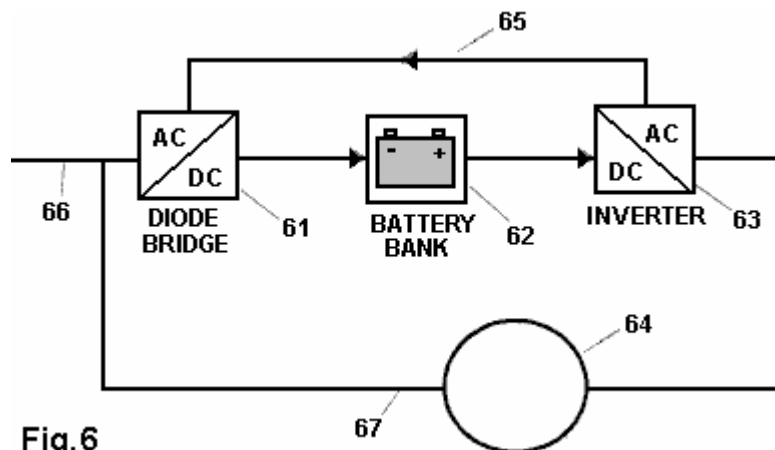 65
AC
DC
- +
AC
DC
66
DIODE
BRIDGE
61
BATTERY
BANK
62
INVERTER
63
64
67
Fig.6